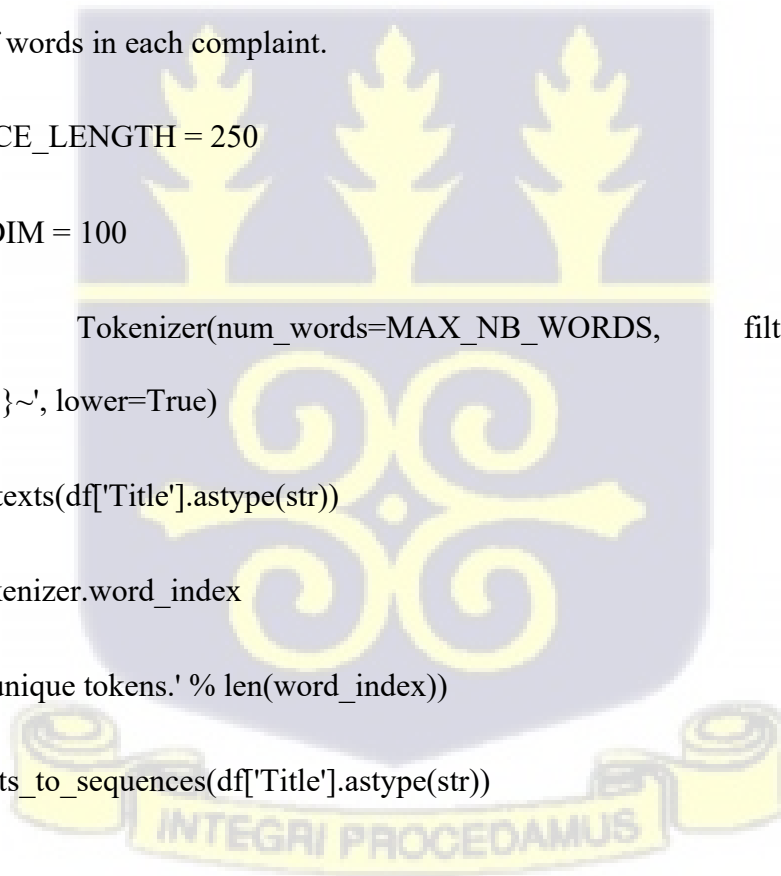 words in each complaint.
CE_LENGTH = 250
DIM = 100
Tokenizer(num_words=MAX_NB_WORDS, filt
}~', lower=True)
texts(df['Title'].astype(str))
kenizer.word_index
unique tokens.' % len(word_index))
ts_to_sequences(df['Title'].astype(str))
INTEGRI PROCEDAMUS